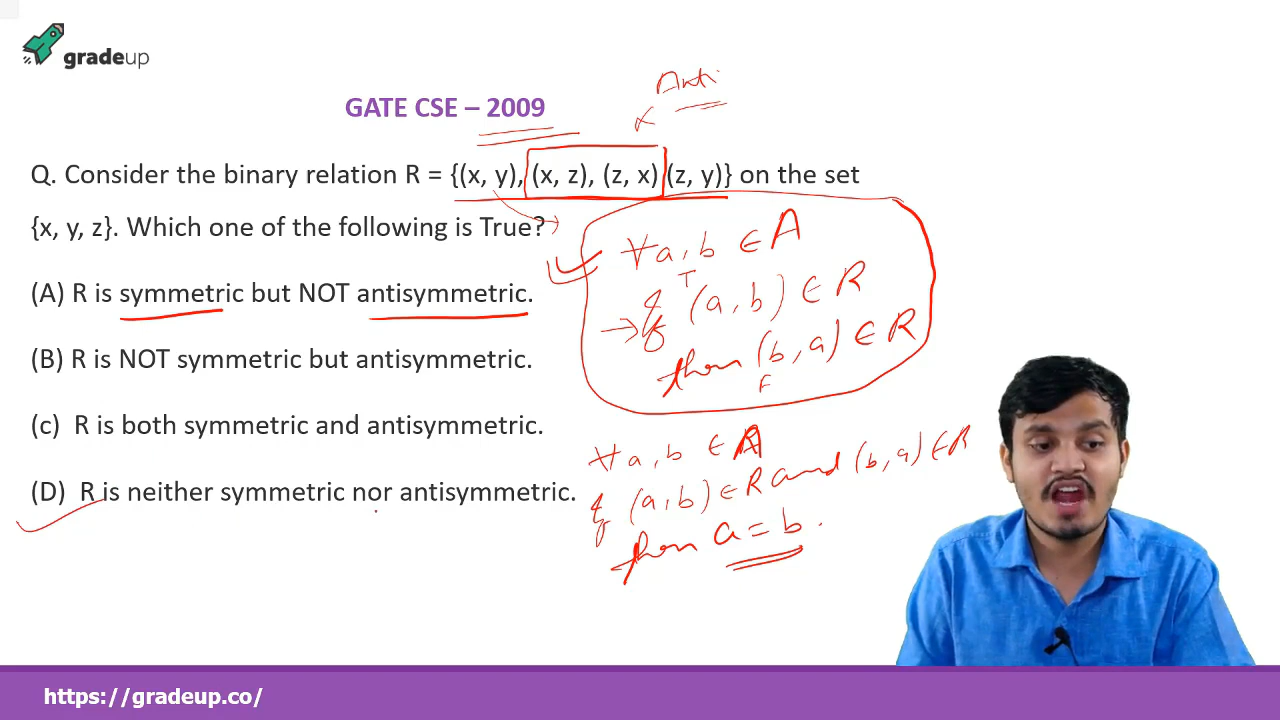 gradeup
Anti
GATE CSE – 2009
x
Q. Consider the binary relation R = {(x, y), (x, z), (z, x) (z, y)} on the set
{x, y, z}. Which one of the following is True?
(A) R is symmetric but NOT antisymmetric.
(B) R is NOT symmetric but antisymmetric.
(c) R is both symmetric and antisymmetric.
(D) R is neither symmetric nor antisymmetric.
∀a, b ∈ A
T
if (a, b) ∈ R
then (b, a) ∈ R
F
∀a, b ∈ A
if (a, b) ∈ R and (b, a) ∈ R
then a = b.
https://gradeup.co/